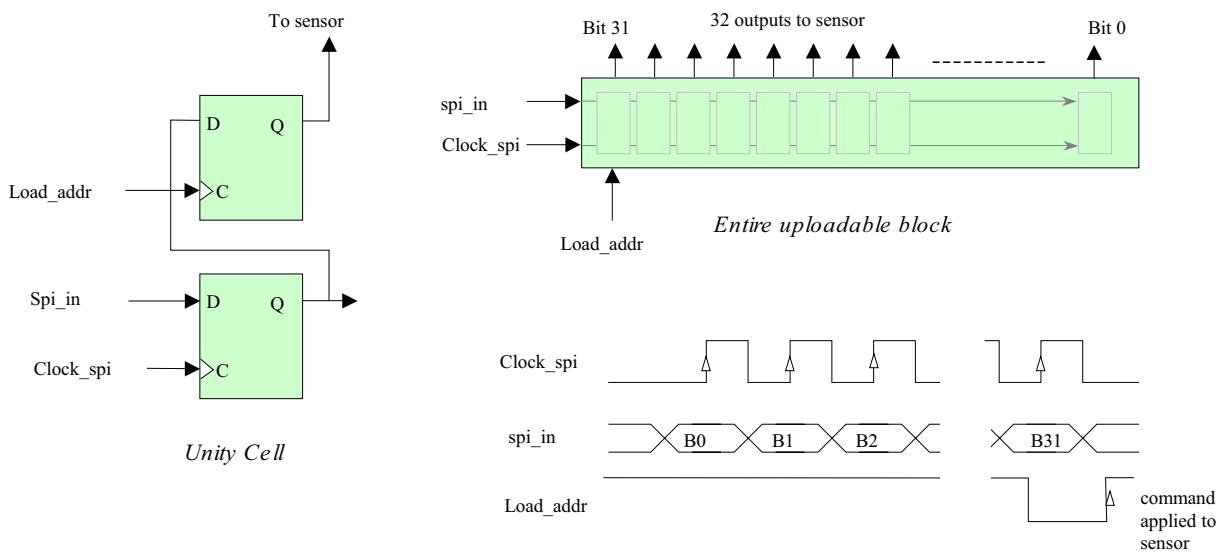 To sensor
D
Q
Load_addr
C
Spi_in
D
Q
Clock_spi
C
Unity Cell
Bit 31
32 outputs to sensor
Bit 0
spi_in
Clock_spi
Load_addr
Entire uploadable block
Clock_spi
spi_in
B0
B1
B2
B31
Load_addr
command
applied to
sensor